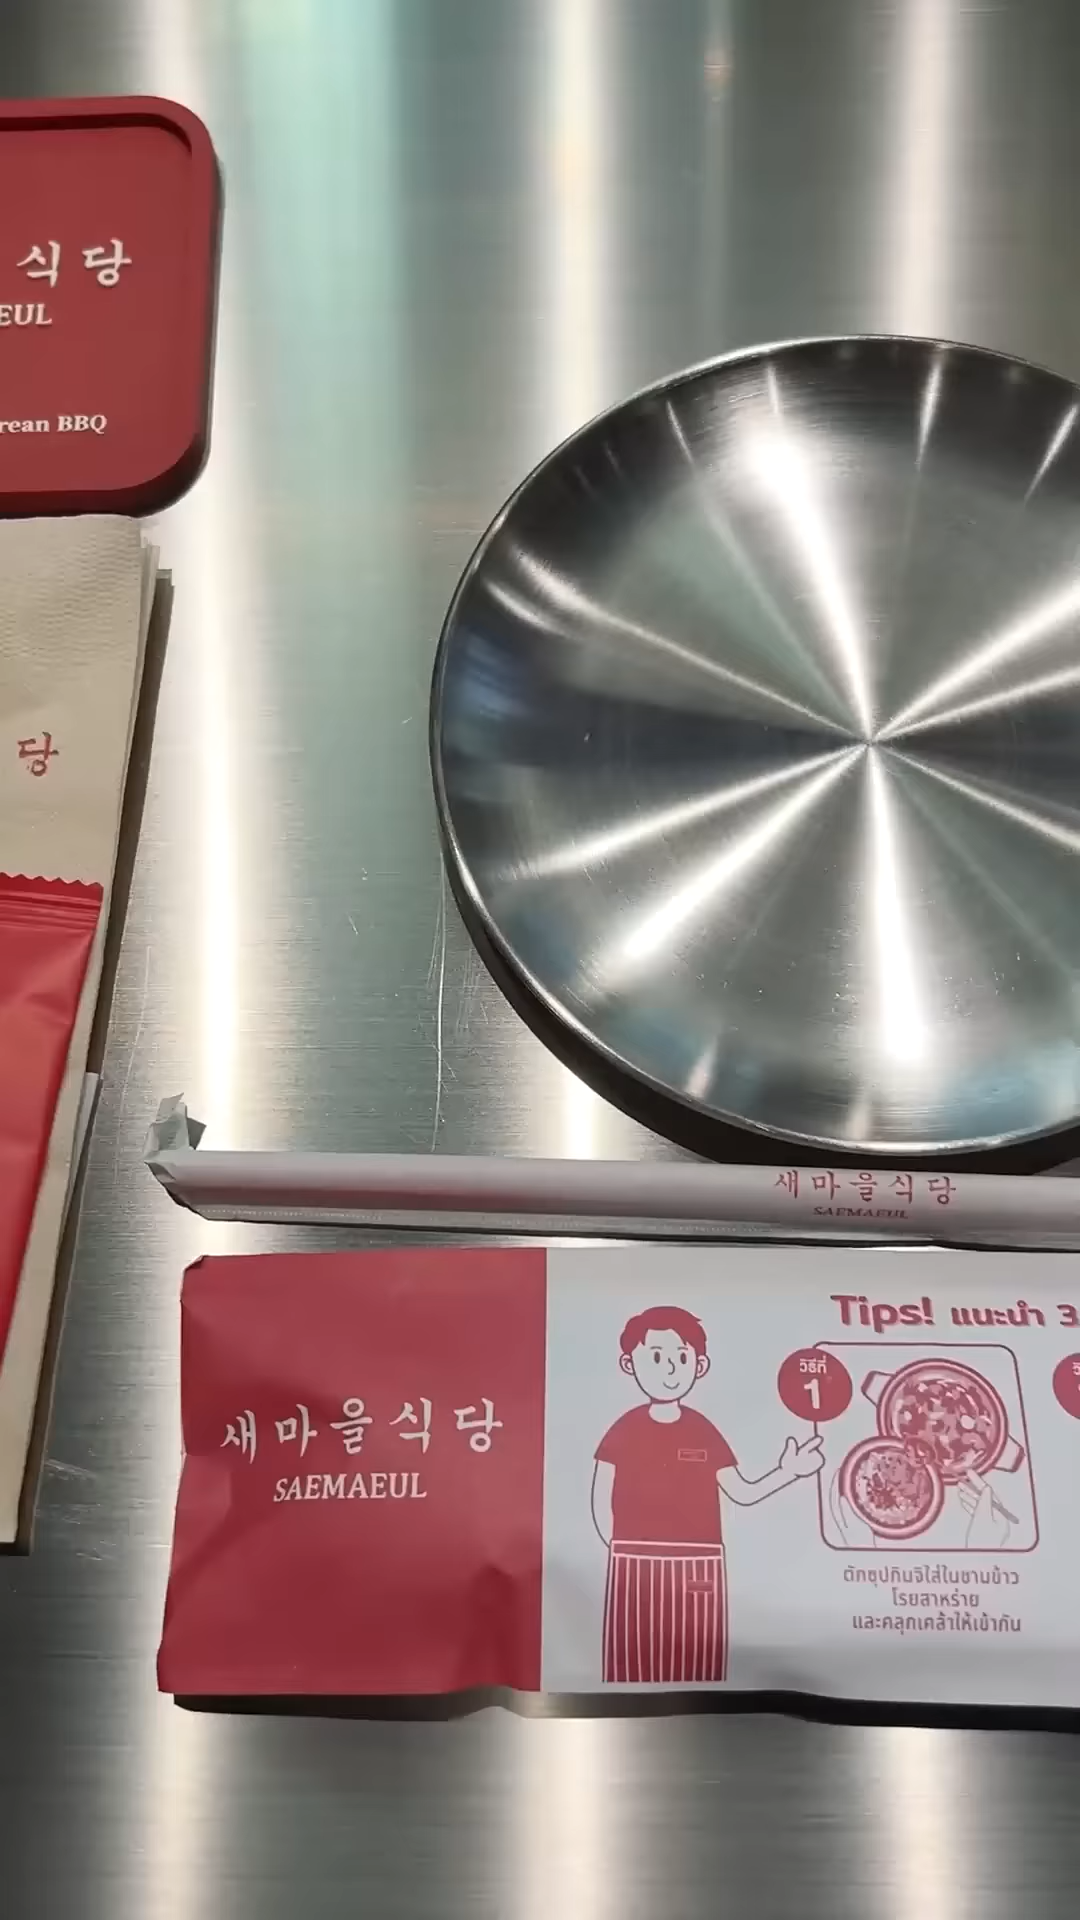 식당
EUL
rean BBQ
당
새마을식당
SAEMAEUL
새마을식당
SAEMAEUL
Tips! แนะนำ 3
วิธีที่
1
ตักซุปกิมจิใส่ในชามข้าว
โรยสาหร่าย
และคลุกเคล้าให้เข้ากัน